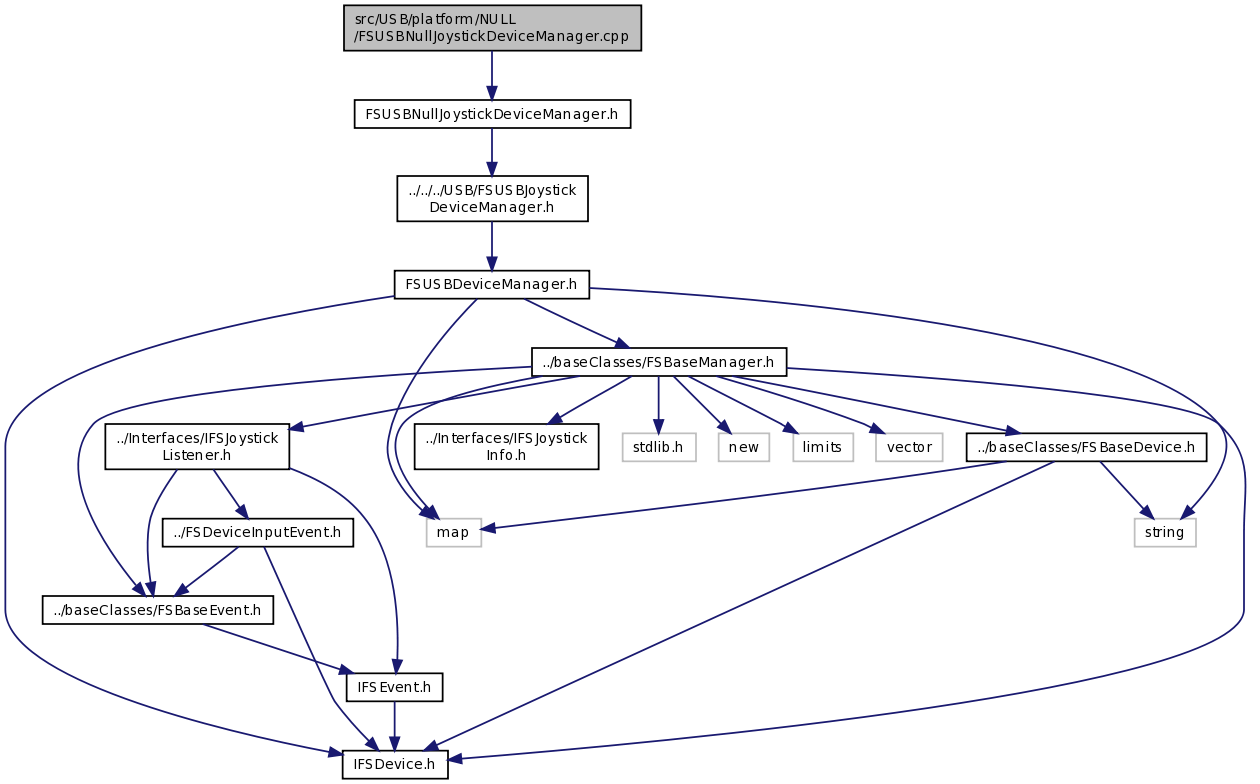 src/USB/platform/NULL
/FSUSBNullJoystickDeviceManager.cpp
FSUSBNullJoystickDeviceManager.h
../../../USB/FSUSBJoystick
DeviceManager.h
FSUSBDeviceManager.h
../baseClasses/FSBaseManager.h
../Interfaces/IFSJoystick
Listener.h
../Interfaces/IFSJoystick
Info.h
stdlib.h
new
limits
vector
../baseClasses/FSBaseDevice.h
../FSDeviceInputEvent.h
map
string
../baseClasses/FSBaseEvent.h
IFSEvent.h
IFSDevice.h